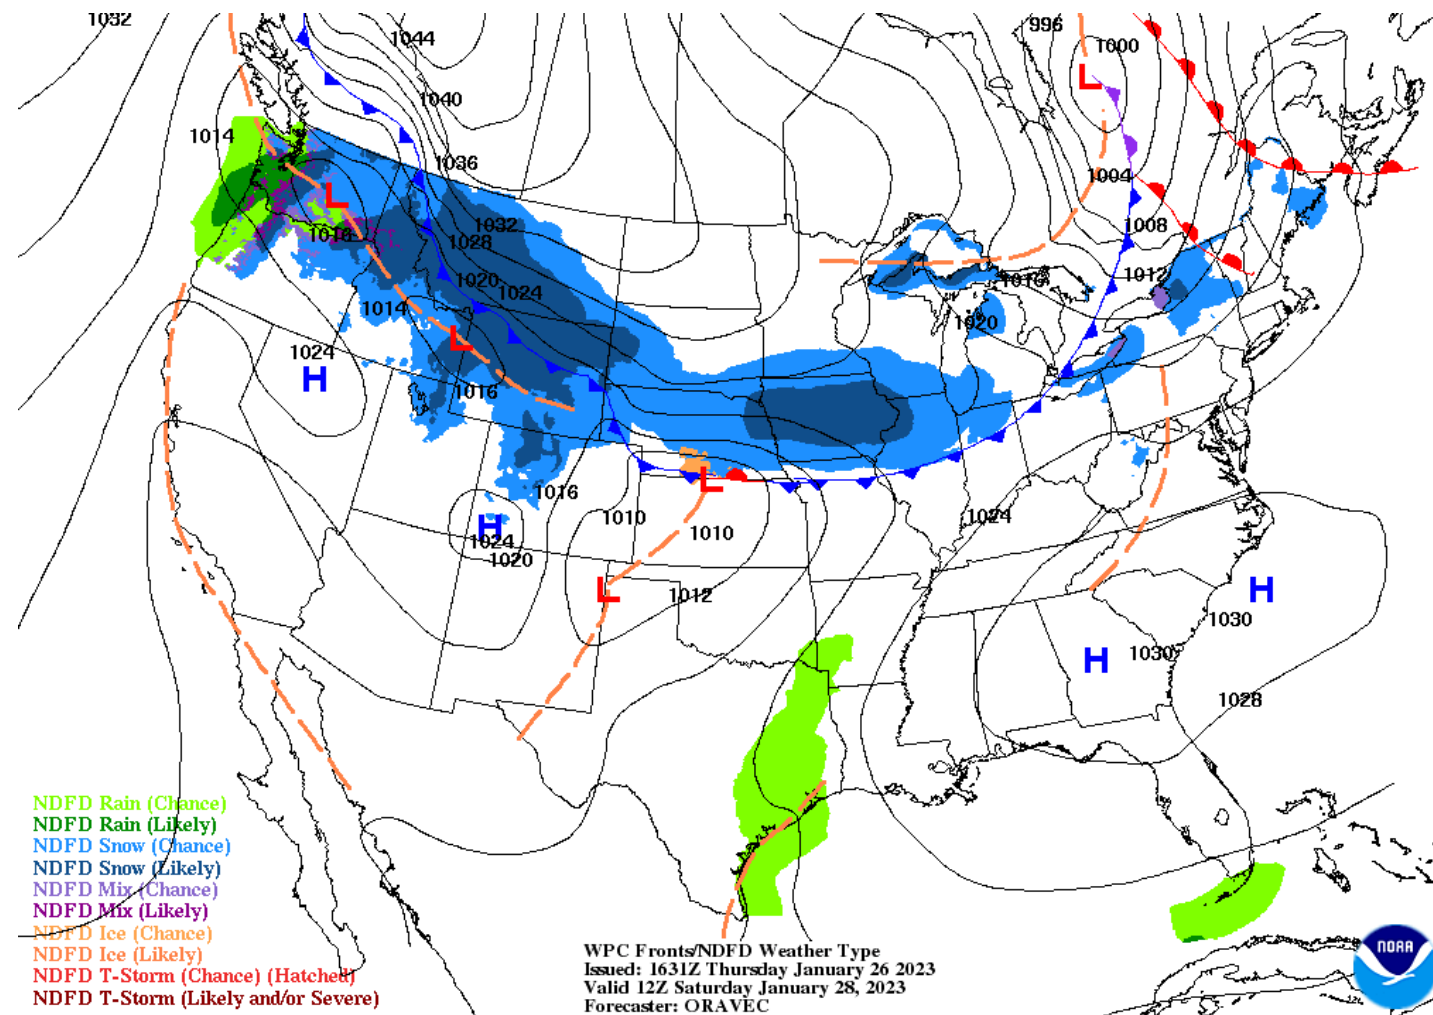 1032
1044
996
1000
1040
1014
1036
1004
1032
1016
1028
1008
1020
1024
1012
1016
1014
1020
1024
H
1016
1016
1010
1024
H
1024
1010
1020
1012
H
1030
H
1030
1028
L
L
L
L
L
NDFD Rain (Chance)
NDFD Rain (Likely)
NDFD Snow (Chance)
NDFD Snow (Likely)
NDFD Mix (Chance)
NDFD Mix (Likely)
NDFD Ice (Chance)
NDFD Ice (Likely)
NDFD T-Storm (Chance) (Hatched)
NDFD T-Storm (Likely and/or Severe)
WPC Fronts/NDFD Weather Type
Issued: 1631Z Thursday January 26 2023
Valid 12Z Saturday January 28, 2023
Forecaster: ORAVEC
NOAA